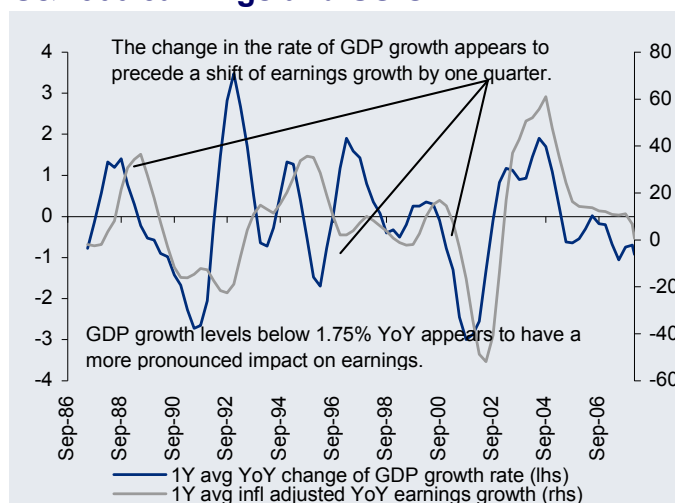 The change in the rate of GDP growth appears to
precede a shift of earnings growth by one quarter.
4
3
2
1
0
-1
-2
-3
-4
80
60
40
20
0
-20
-40
-60
GDP growth levels below 1.75% YoY appears to have a
more pronounced impact on earnings.
Sep-86
Sep-88
Sep-90
Sep-92
Sep-94
Sep-96
Sep-98
Sep-00
Sep-02
Sep-04
Sep-06
1Y avg YoY change of GDP growth rate (lhs)
1Y avg infl adjusted YoY earnings growth (rhs)